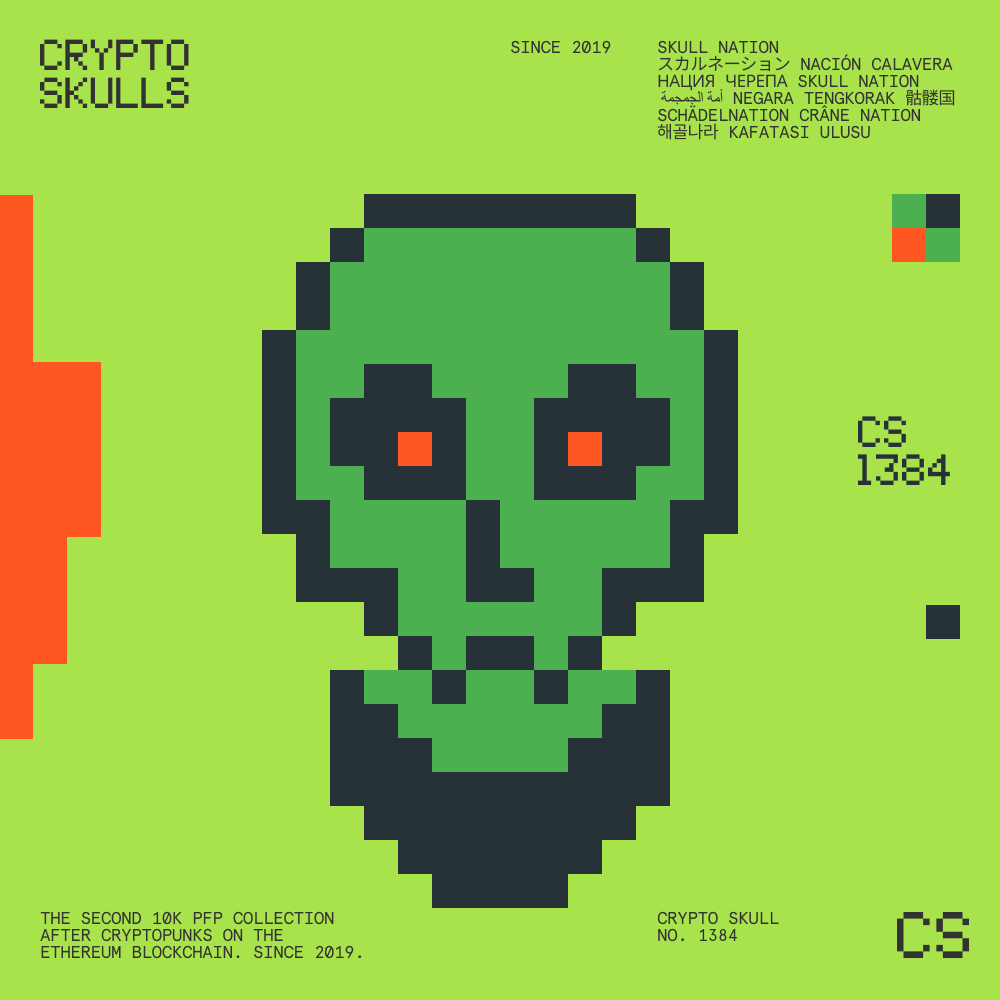 CRYPTO
SKULLS
SINCE 2019
SKULL NATION
スカルネーション NACIÓN CALAVERA
НАЦИЯ ЧЕРЕПА SKULL NATION
أمة الجمجمة NEGARA TENGKORAK 骷髅国
SCHÄDELNATION CRÂNE NATION
해골나라 KAFATASI ULUSU
CS
1384
THE SECOND 10K PFP COLLECTION
AFTER CRYPTOPUNKS ON THE
ETHEREUM BLOCKCHAIN. SINCE 2019.
CRYPTO SKULL
NO. 1384
CS